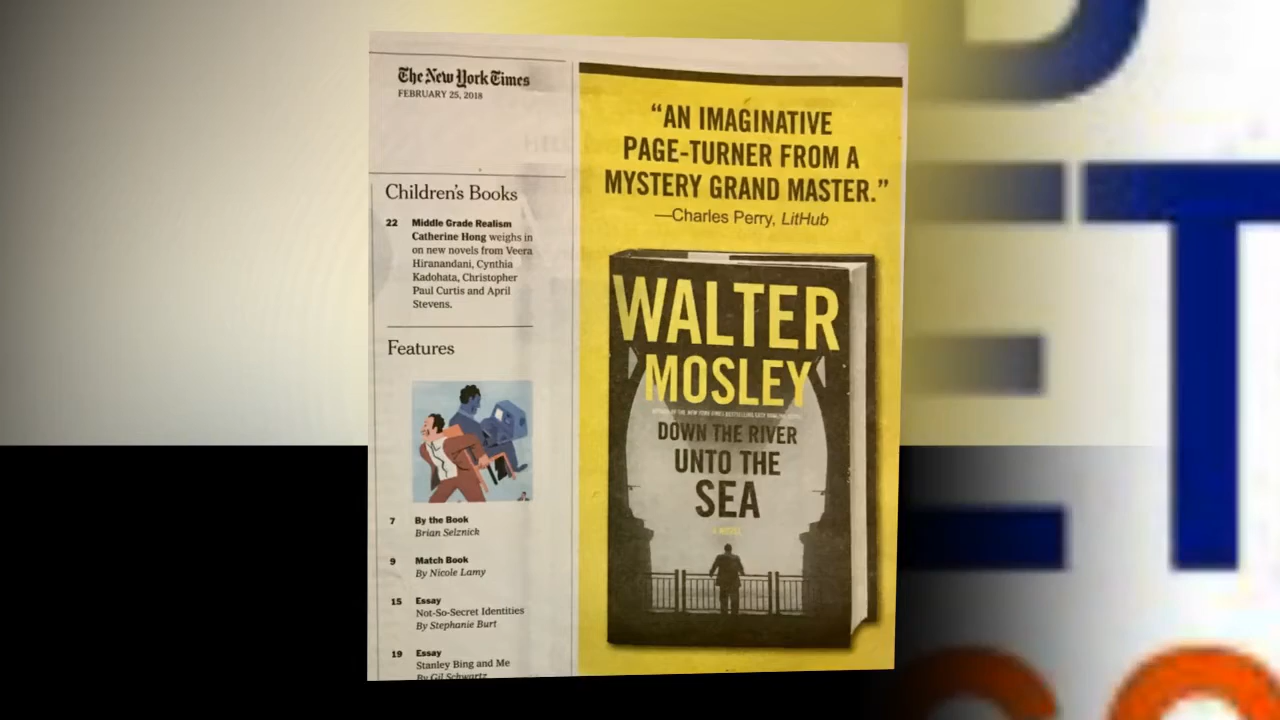 The New York Times
FEBRUARY 25, 2018
Children's Books
22 Middle Grade Realism
Catherine Hong weighs in
on new novels from Veera
Hiranandani, Cynthia
Kadohata, Christopher
Paul Curtis and April
Stevens.
Features
7 By the Book
Brian Selznick
9 Match Book
By Nicole Lamy
15 Essay
Not-So-Secret Identities
By Stephanie Burt
19 Essay
Stanley Bing and Me
By Gil Schwartz
“AN IMAGINATIVE
PAGE-TURNER FROM A
MYSTERY GRAND MASTER.”
—Charles Perry, LitHub
WALTER
MOSLEY
DOWN THE RIVER
UNTO THE
SEA
A NOVEL